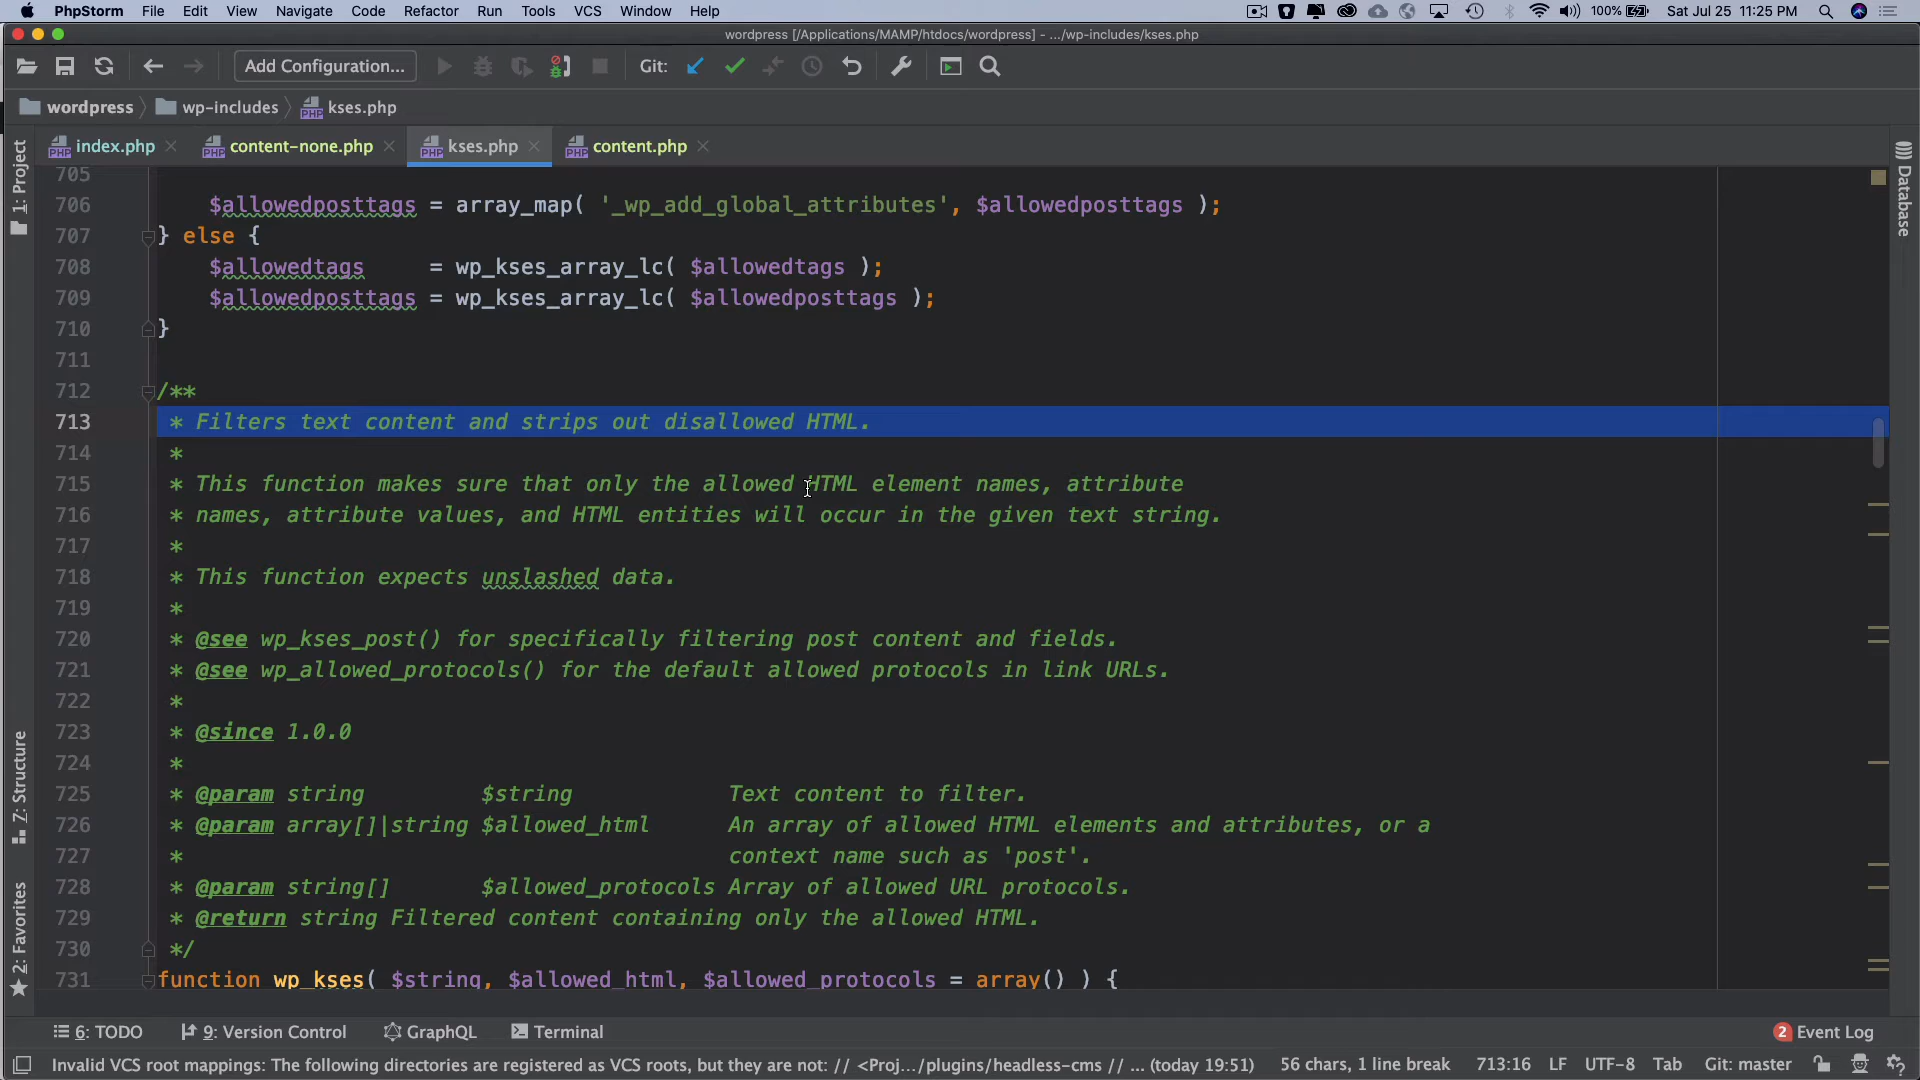 PhpStorm File Edit View Navigate Code Refactor Run Tools VCS Window Help 100% Sat Jul 25 11:25 PM
wordpress [/Applications/MAMP/htdocs/wordpress] - .../wp-includes/kses.php
Add Configuration... Git:
wordpress wp-includes kses.php
index.php content-none.php kses.php content.php
1: Project
Database
705
706 $allowedposttags = array_map( '_wp_add_global_attributes', $allowedposttags );
707 } else {
708 $allowedtags = wp_kses_array_lc( $allowedtags );
709 $allowedposttags = wp_kses_array_lc( $allowedposttags );
710 }
711
712 /**
713 * Filters text content and strips out disallowed HTML.
714 *
715 * This function makes sure that only the allowed HTML element names, attribute
716 * names, attribute values, and HTML entities will occur in the given text string.
717 *
718 * This function expects unslashed data.
719 *
720 * @see wp_kses_post() for specifically filtering post content and fields.
721 * @see wp_allowed_protocols() for the default allowed protocols in link URLs.
722 *
723 * @since 1.0.0
724 *
725 * @param string $string Text content to filter.
726 * @param array[]|string $allowed_html An array of allowed HTML elements and attributes, or a
727 * context name such as 'post'.
728 * @param string[] $allowed_protocols Array of allowed URL protocols.
729 * @return string Filtered content containing only the allowed HTML.
730 */
731 function wp_kses( $string, $allowed_html, $allowed_protocols = array() ) {
Z: Structure
2: Favorites
6: TODO 9: Version Control GraphQL Terminal 2 Event Log
Invalid VCS root mappings: The following directories are registered as VCS roots, but they are not: // <Proj.../plugins/headless-cms // ... (today 19:51) 56 chars, 1 line break 713:16 LF UTF-8 Tab Git: master